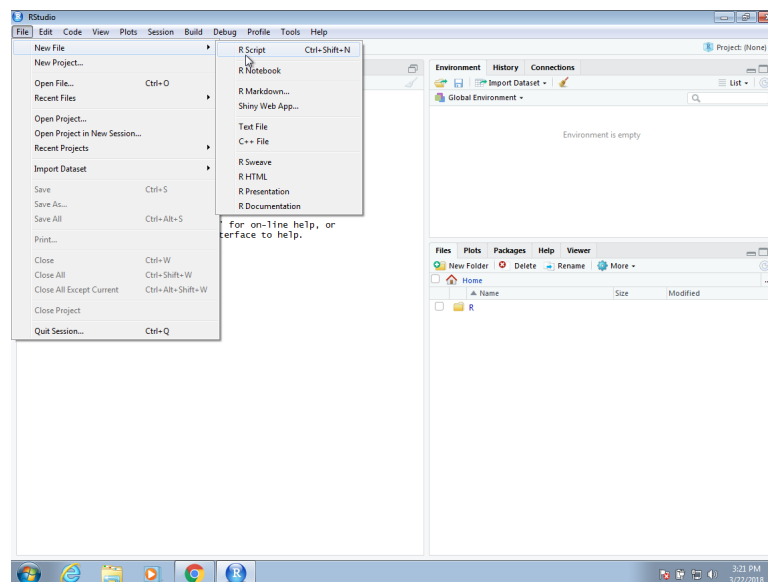 RStudio
File Edit Code View Plots Session Build Debug Profile Tools Help
Project: (None)
New File
New Project...
Open File... Ctrl+O
Recent Files
Open Project...
Open Project in New Session...
Recent Projects
Import Dataset
Save Ctrl+S
Save As...
Save All Ctrl+Alt+S
Print...
Close Ctrl+W
Close All Ctrl+Shift+W
Close All Except Current Ctrl+Alt+Shift+W
Close Project
Quit Session... Ctrl+Q
R Script Ctrl+Shift+N
R Notebook
R Markdown...
Shiny Web App...
Text File
C++ File
R Sweave
R HTML
R Presentation
R Documentation
' for on-line help, or
terface to help.
Environment History Connections
Import Dataset List
Global Environment
Environment is empty
Files Plots Packages Help Viewer
New Folder Delete Rename More
Home
Name Size Modified
R
3:21 PM
3/22/2018